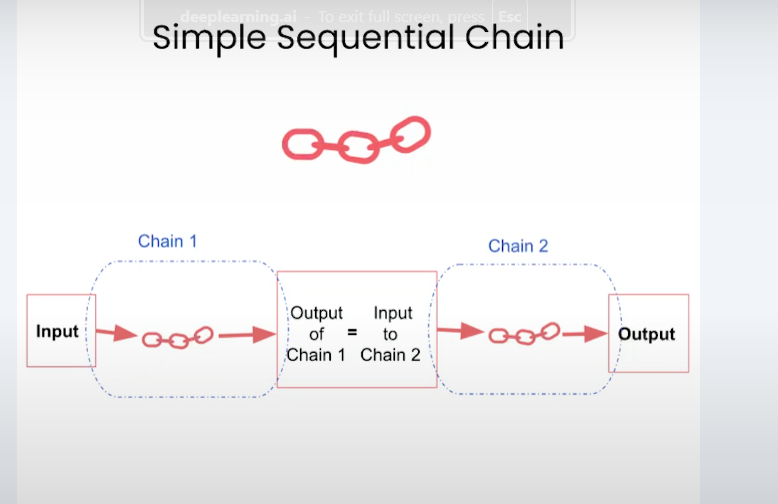 deeplearning.ai - To exit full screen, press Esc
Simple Sequential Chain
Chain 1
Chain 2
Input
Output Input
of = to
Chain 1 Chain 2
Output